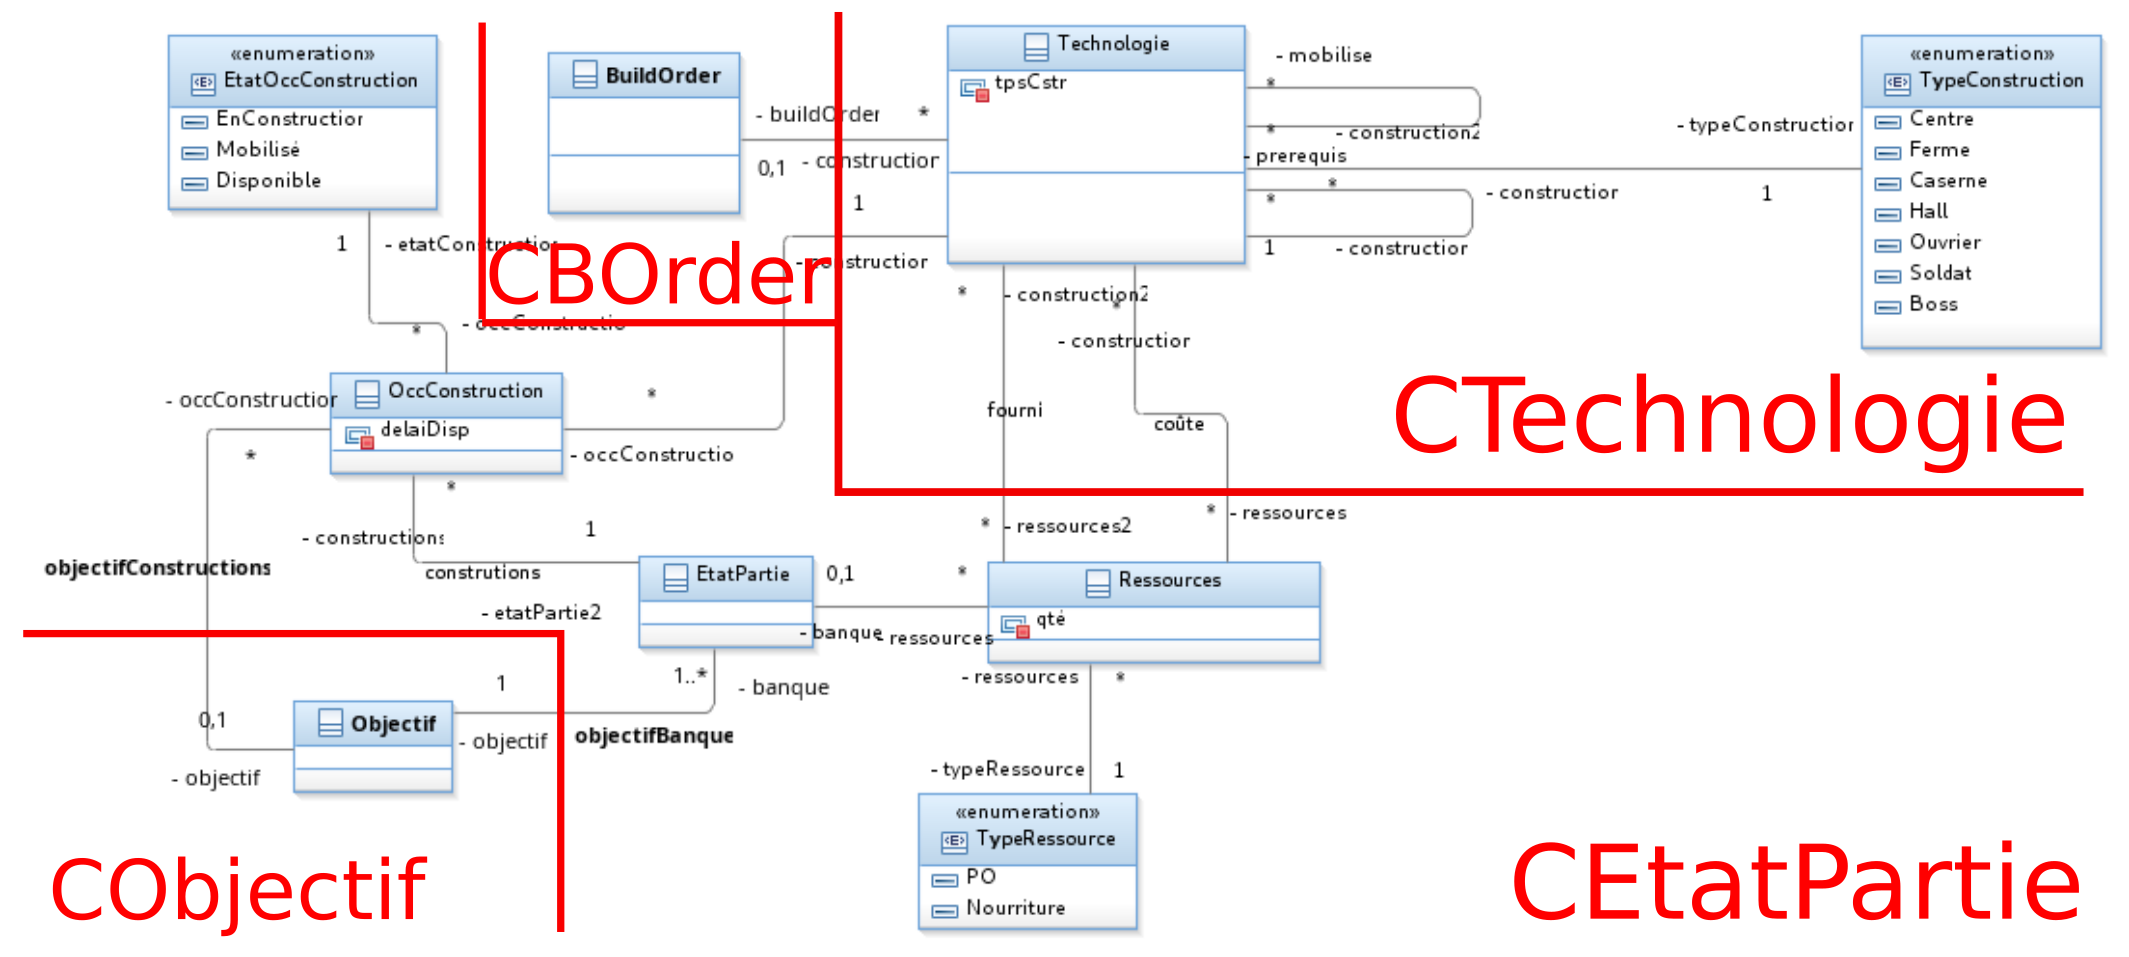 «enumeration»
EtatOccConstruction
EnConstruction
Mobilisé
Disponible
BuildOrder
- buildOrder
*
0,1
- construction
1
- construction
Technologie
tpsCstr
- mobilise
*
*
- construction2
- prerequis
*
*
- construction
1
- construction
- typeConstruction
1
«enumeration»
TypeConstruction
Centre
Ferme
Caserne
Hall
Ouvrier
Soldat
Boss
1
- etatConstruction
CBOrder
*
- occConstructio
*
- construction2
*
- construction
fourni
coûte
CTechnologie
- occConstruction
*
OccConstruction
delaiDisp
*
- occConstructio
*
- constructions
1
construtions
objectifConstructions
- etatPartie2
EtatPartie
0,1
*
- banque
- ressources
*
- ressources2
*
- ressources
Ressources
qté
1..*
- banque
1
- objectif
objectifBanque
0,1
- objectif
Objectif
CObjectif
- ressources
*
- typeRessource
1
«enumeration»
TypeRessource
PO
Nourriture
CEtatPartie